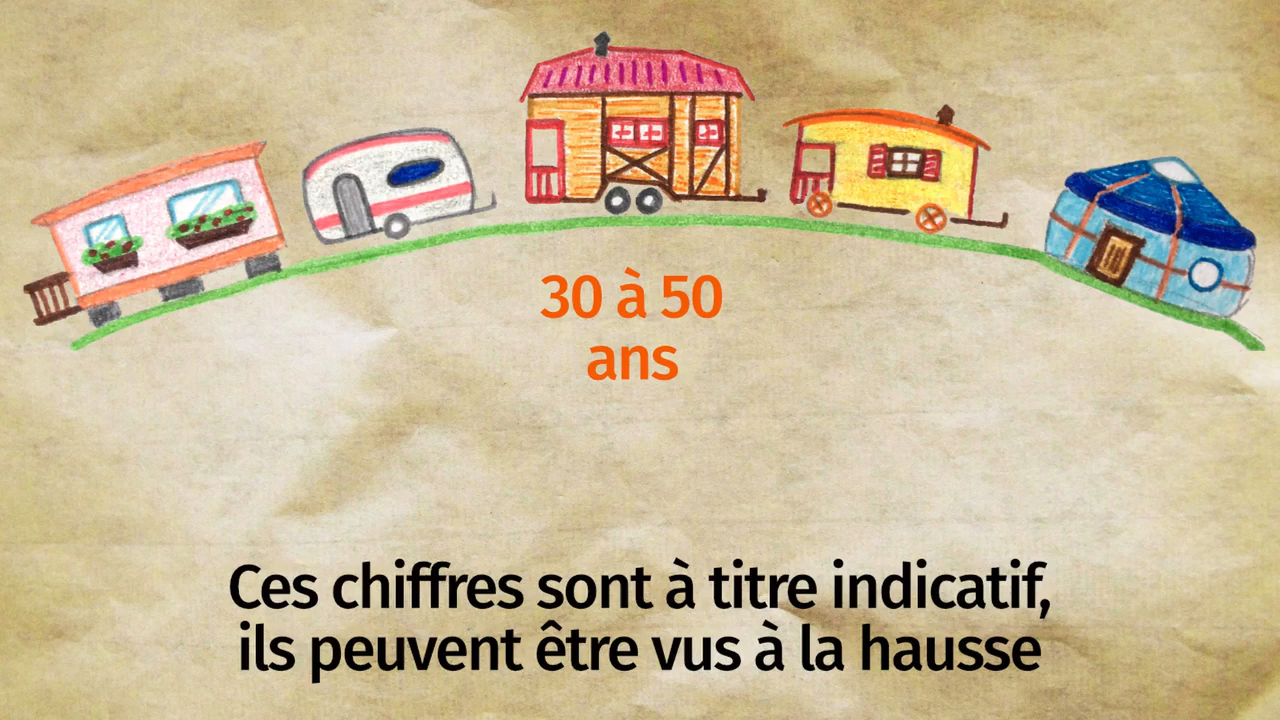 30 à 50
ans
Ces chiffres sont à titre indicatif,
ils peuvent être vus à la hausse